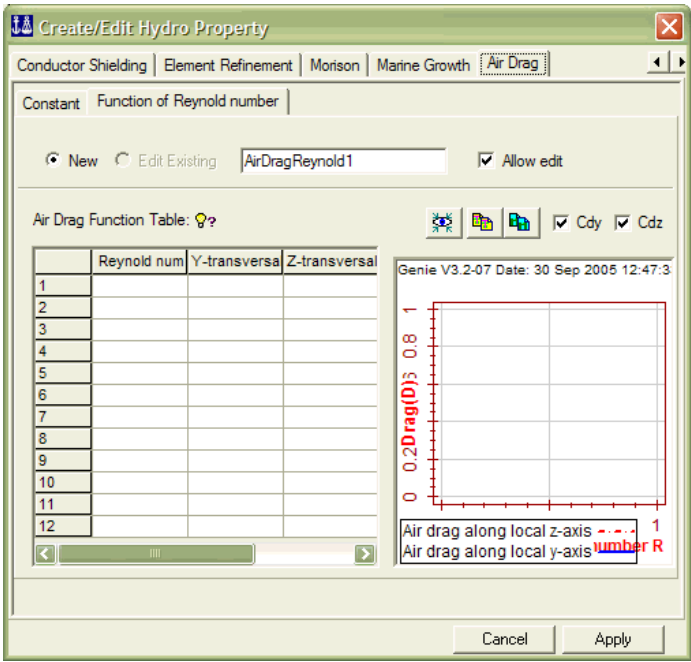 Create/Edit Hydro Property
Conductor Shielding Element Refinement Morison Marine Growth Air Drag
Constant Function of Reynold number
New Edit Existing AirDragReynold1 Allow edit
Air Drag Function Table: ? Cdy Cdz
Reynold num Y-transversa Z-transversal
Genie V3.2-07 Date: 30 Sep 2005 12:47:3
1
2
3
4
5
6
7
8
9
10
11
12
1
0.8
6
Drag(D)
0.2
0
Air drag along local z-axis 1
Air drag along local y-axis number R
Cancel Apply